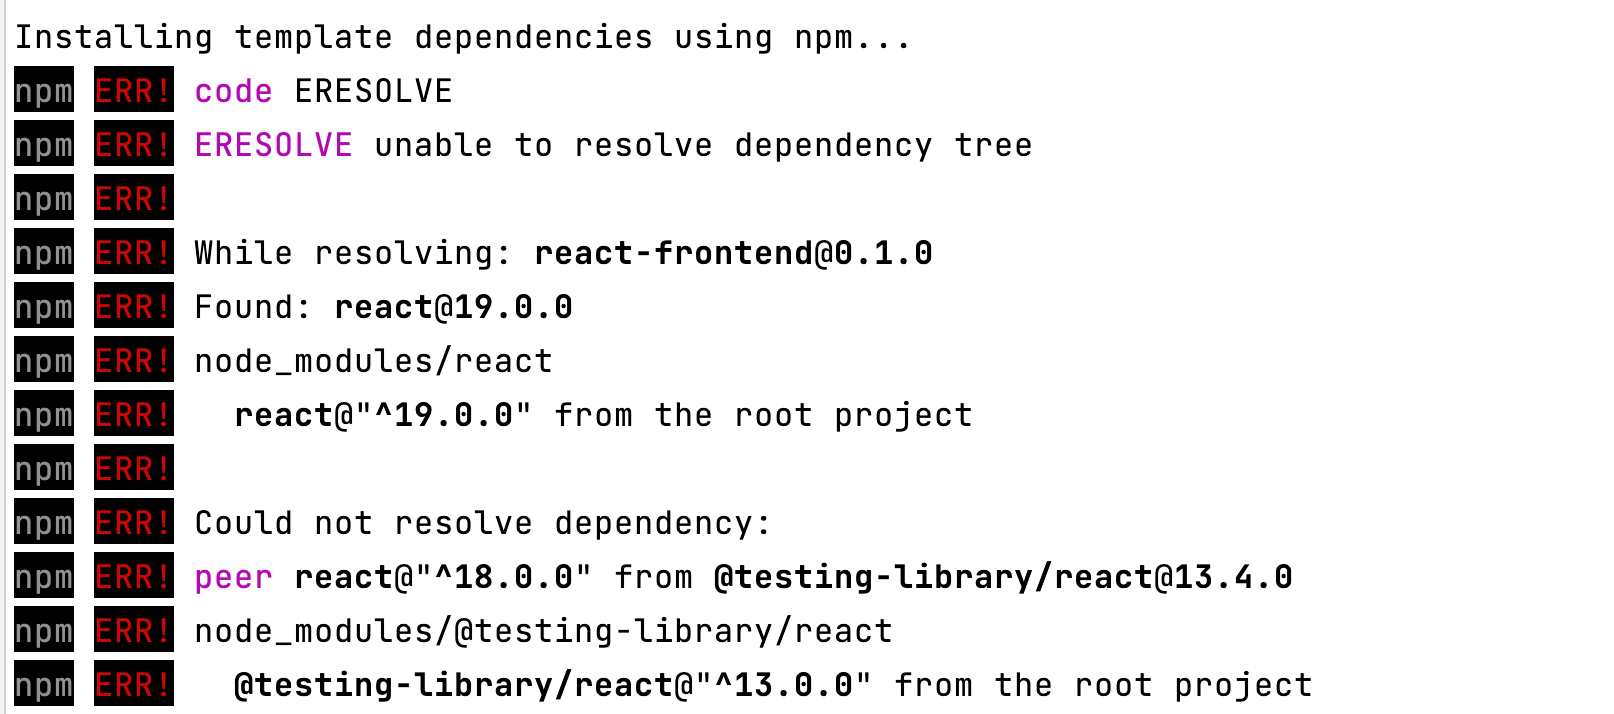 Installing template dependencies using npm...
npm ERR! code ERESOLVE
npm ERR! ERESOLVE unable to resolve dependency tree
npm ERR!
npm ERR! While resolving: react-frontend@0.1.0
npm ERR! Found: react@19.0.0
npm ERR! node_modules/react
npm ERR!   react@"^19.0.0" from the root project
npm ERR!
npm ERR! Could not resolve dependency:
npm ERR! peer react@"^18.0.0" from @testing-library/react@13.4.0
npm ERR! node_modules/@testing-library/react
npm ERR!   @testing-library/react@"^13.0.0" from the root project